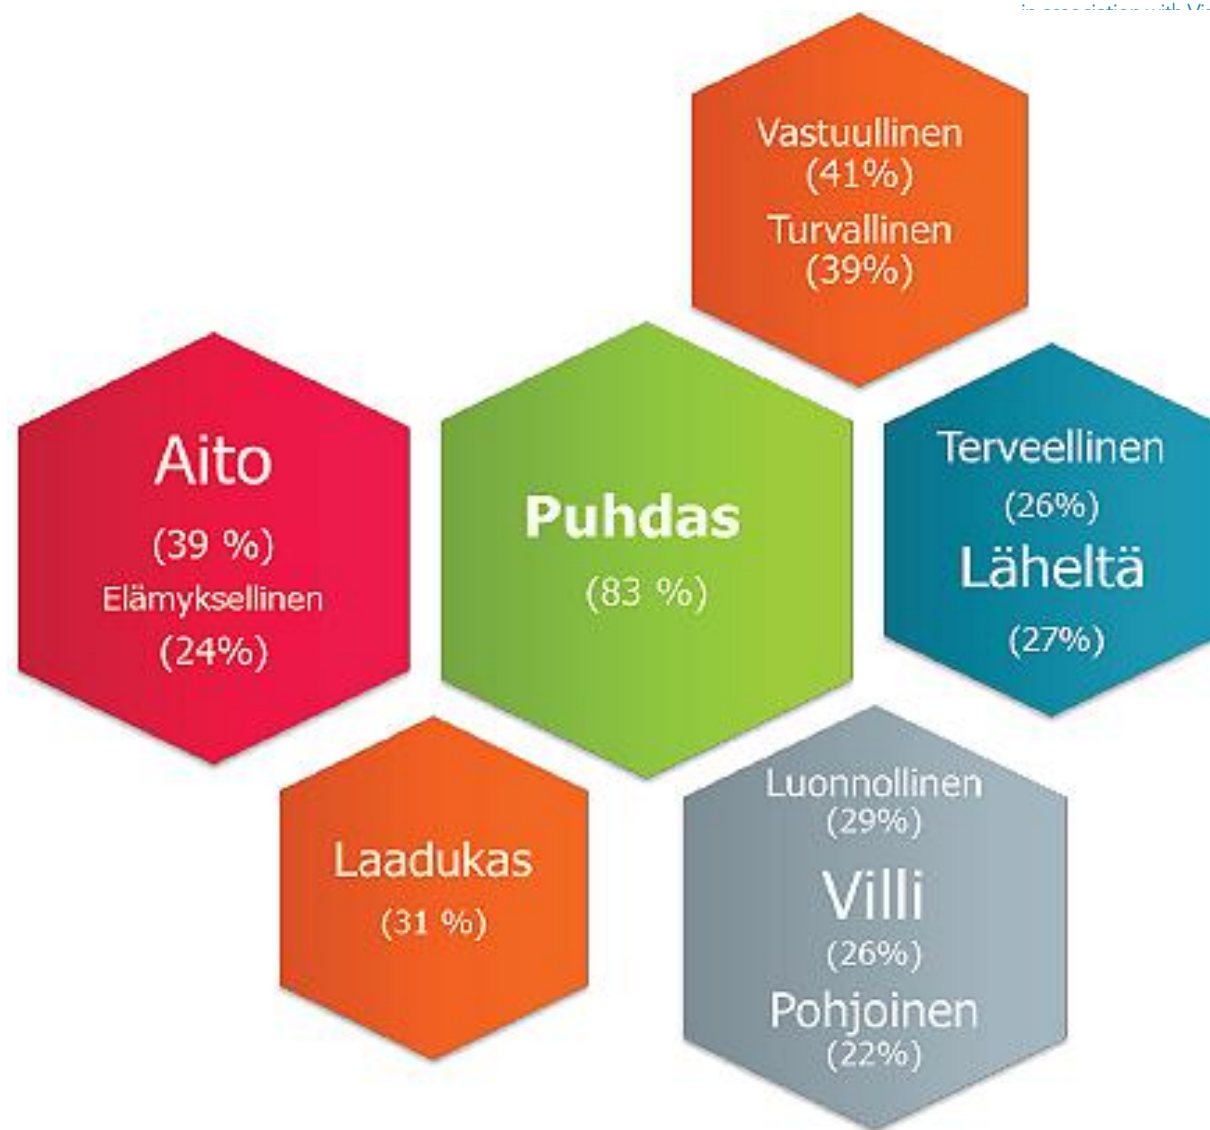 Vastuullinen
(41%)
Turvallinen
(39%)
Aito
(39 %)
Elämyksellinen
(24%)
Puhdas
(83 %)
Terveellinen
(26%)
Läheltä
(27%)
Laadukas
(31 %)
Luonnollinen
(29%)
Villi
(26%)
Pohjoinen
(22%)